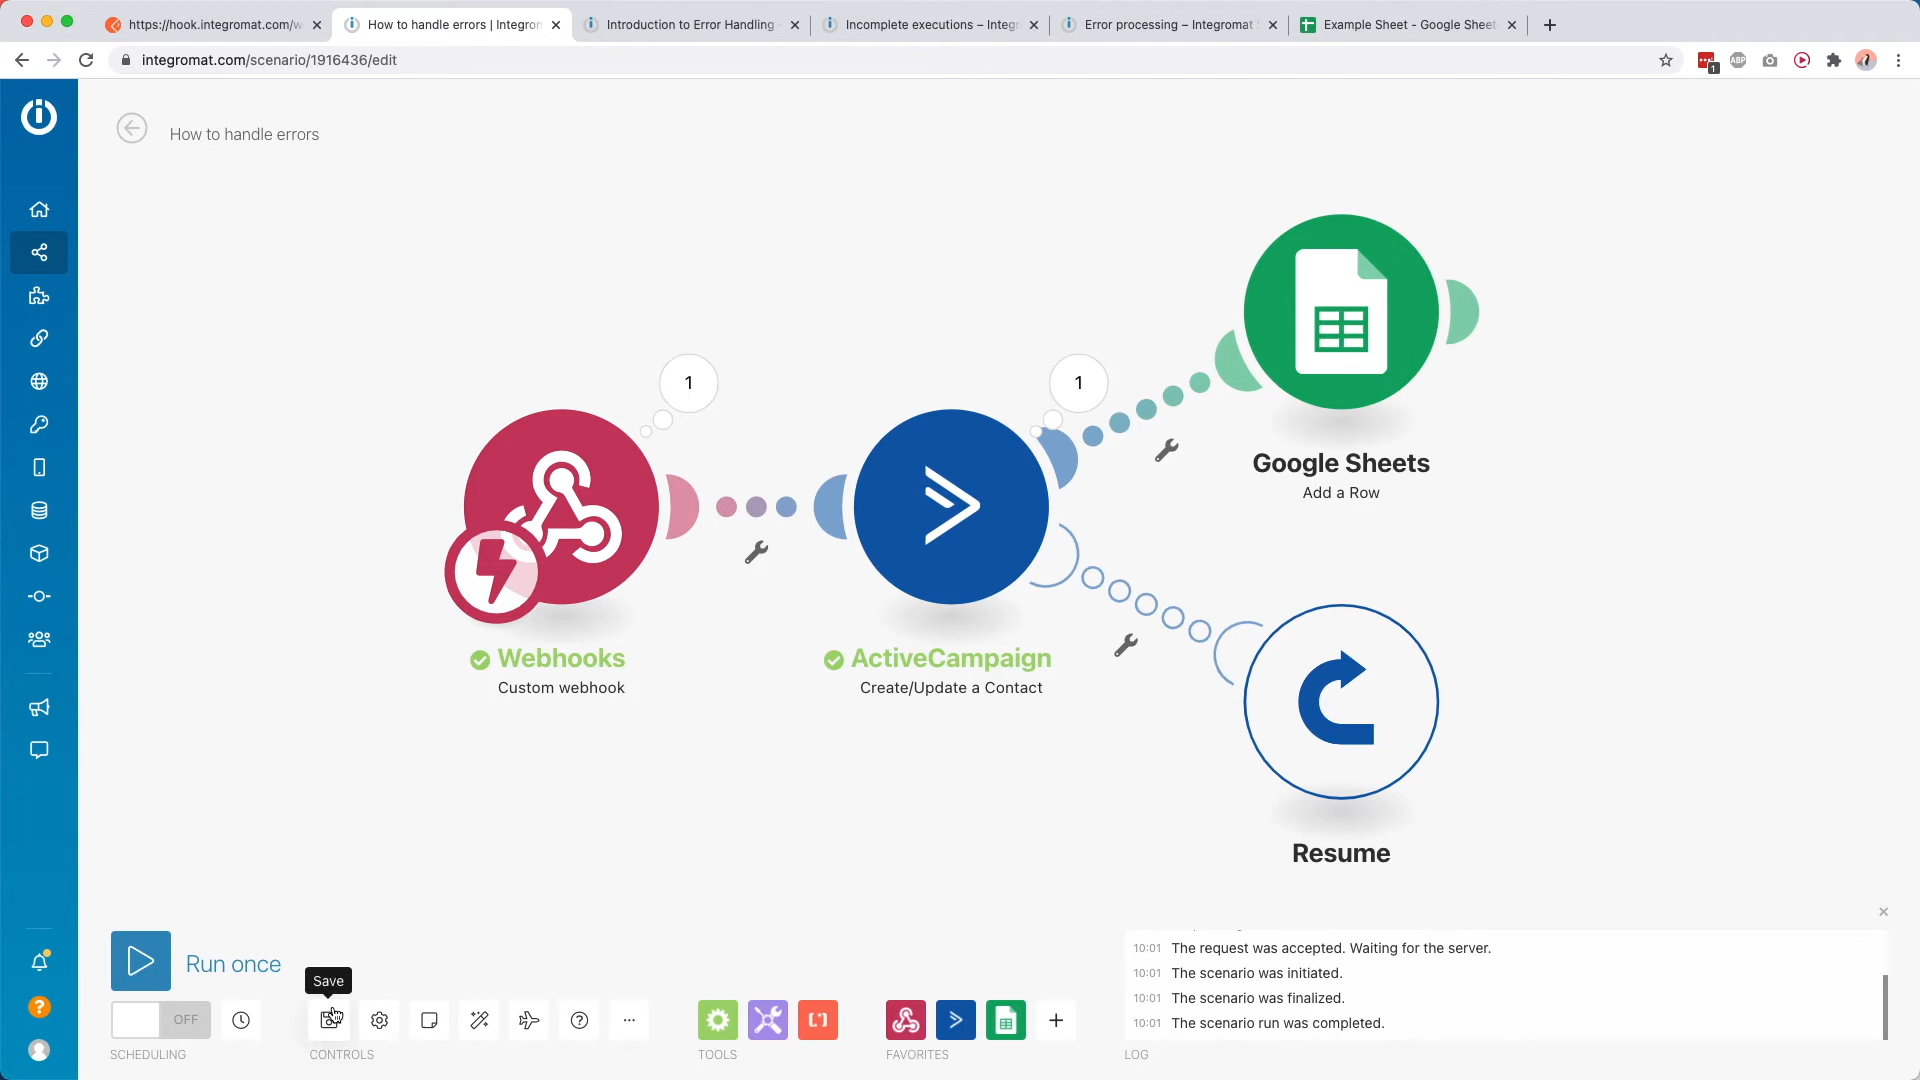 https://hook.integromat.com/w
How to handle errors | Integrom
Introduction to Error Handling
Incomplete executions – Integ
Error processing – Integromat
Example Sheet - Google Sheet
integromat.com/scenario/1916436/edit
1
ABP
How to handle errors
1
1
Google Sheets
Add a Row
Webhooks
Custom webhook
ActiveCampaign
Create/Update a Contact
Resume
Run once
Save
OFF
SCHEDULING
CONTROLS
TOOLS
FAVORITES
10:01 The request was accepted. Waiting for the server.
10:01 The scenario was initiated.
10:01 The scenario was finalized.
10:01 The scenario run was completed.
LOG